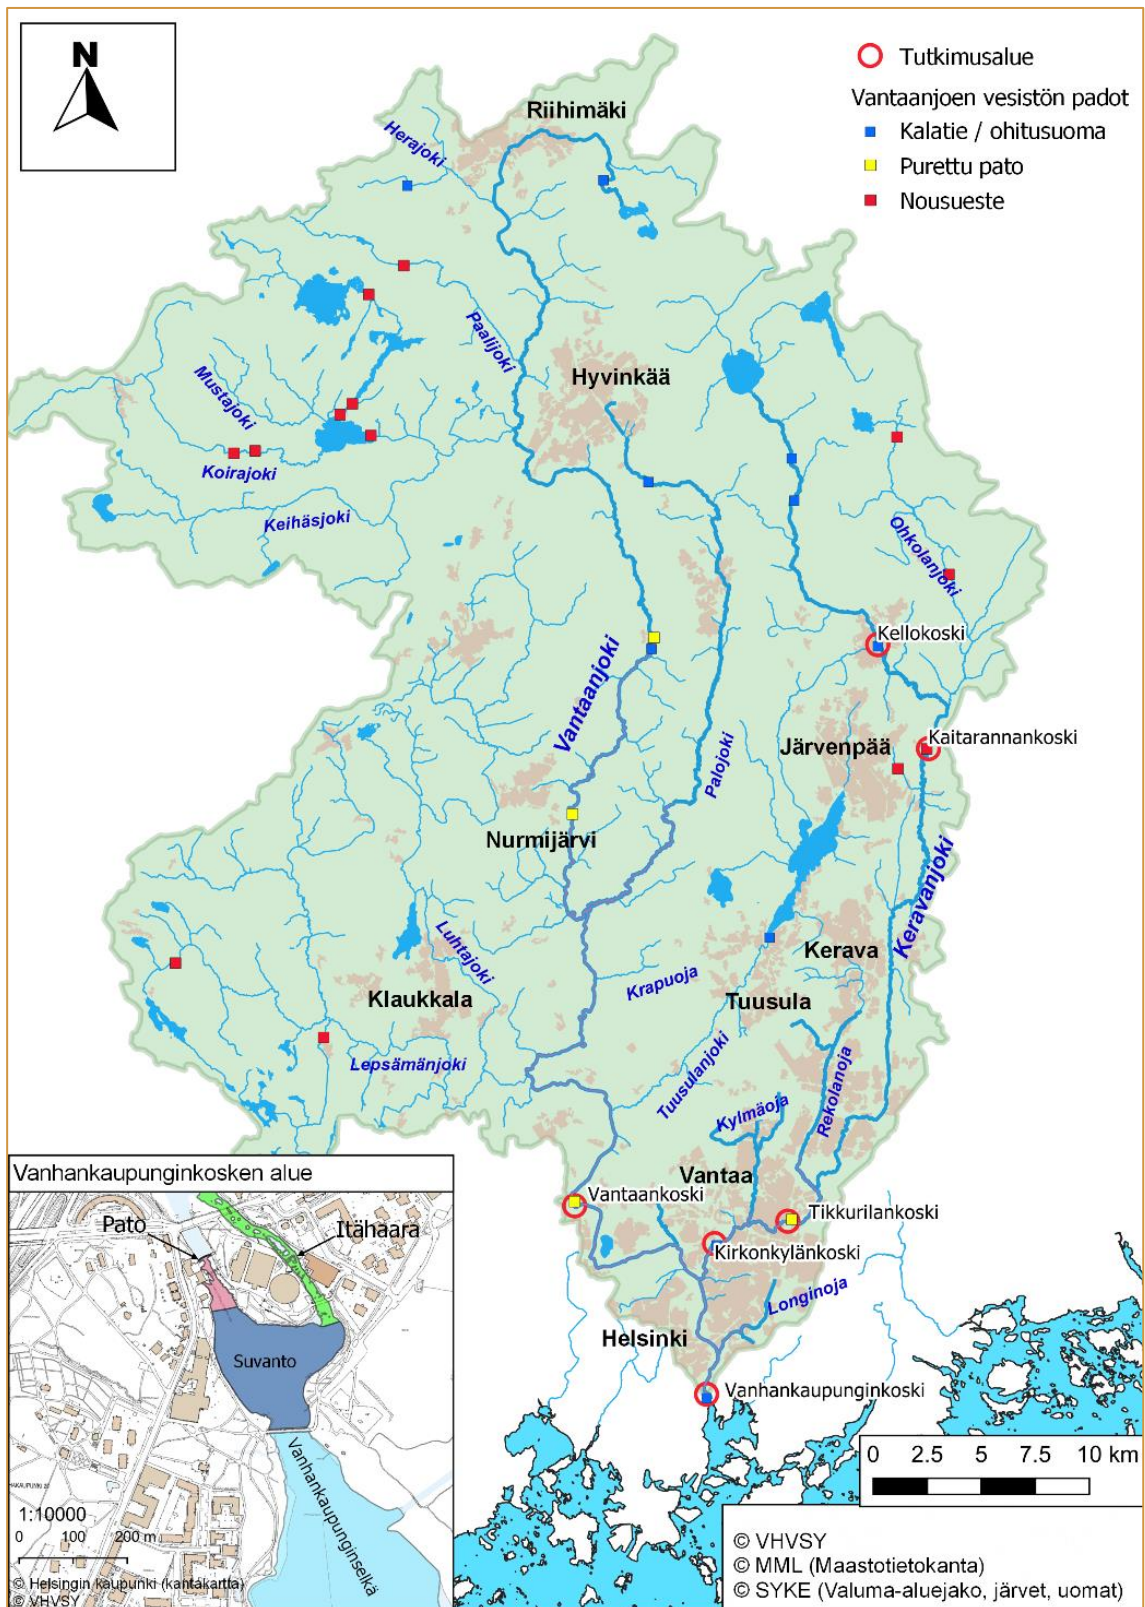 N
Tutkimusalue
Vantaanjoen vesistön padot
Kalatie / ohitusuoma
Purettu pato
Nousueste
Riihimäki
Herajoki
Paalijoki
Hyvinkää
Mustajoki
Koirajoki
Keihäsjoki
Ohkolanjoki
Kellokoski
Vantaanjoki
Kaitarannankoski
Järvenpää
Palojoki
Nurmijärvi
Keravanjoki
Luhtajoki
Kerava
Krapuoja
Klaukkala
Tuusula
Lepsämänjoki
Tuusulanjoki
Rekolanoja
Kylmäoja
Vantaa
Vantaankoski
Tikkurilankoski
Kirkonkylänkoski
Longinoja
Helsinki
Vanhankaupunginkoski
Vanhankaupunginkosken alue
Pato
Itähaara
Suvanto
Vanhankaupunginselkä
1:10000
0 100 200 m
© Helsingin kaupunki (kantakartta)
© VHVSY
0 2.5 5 7.5 10 km
© VHVSY
© MML (Maastotietokanta)
© SYKE (Valuma-aluejako, järvet, uomat)